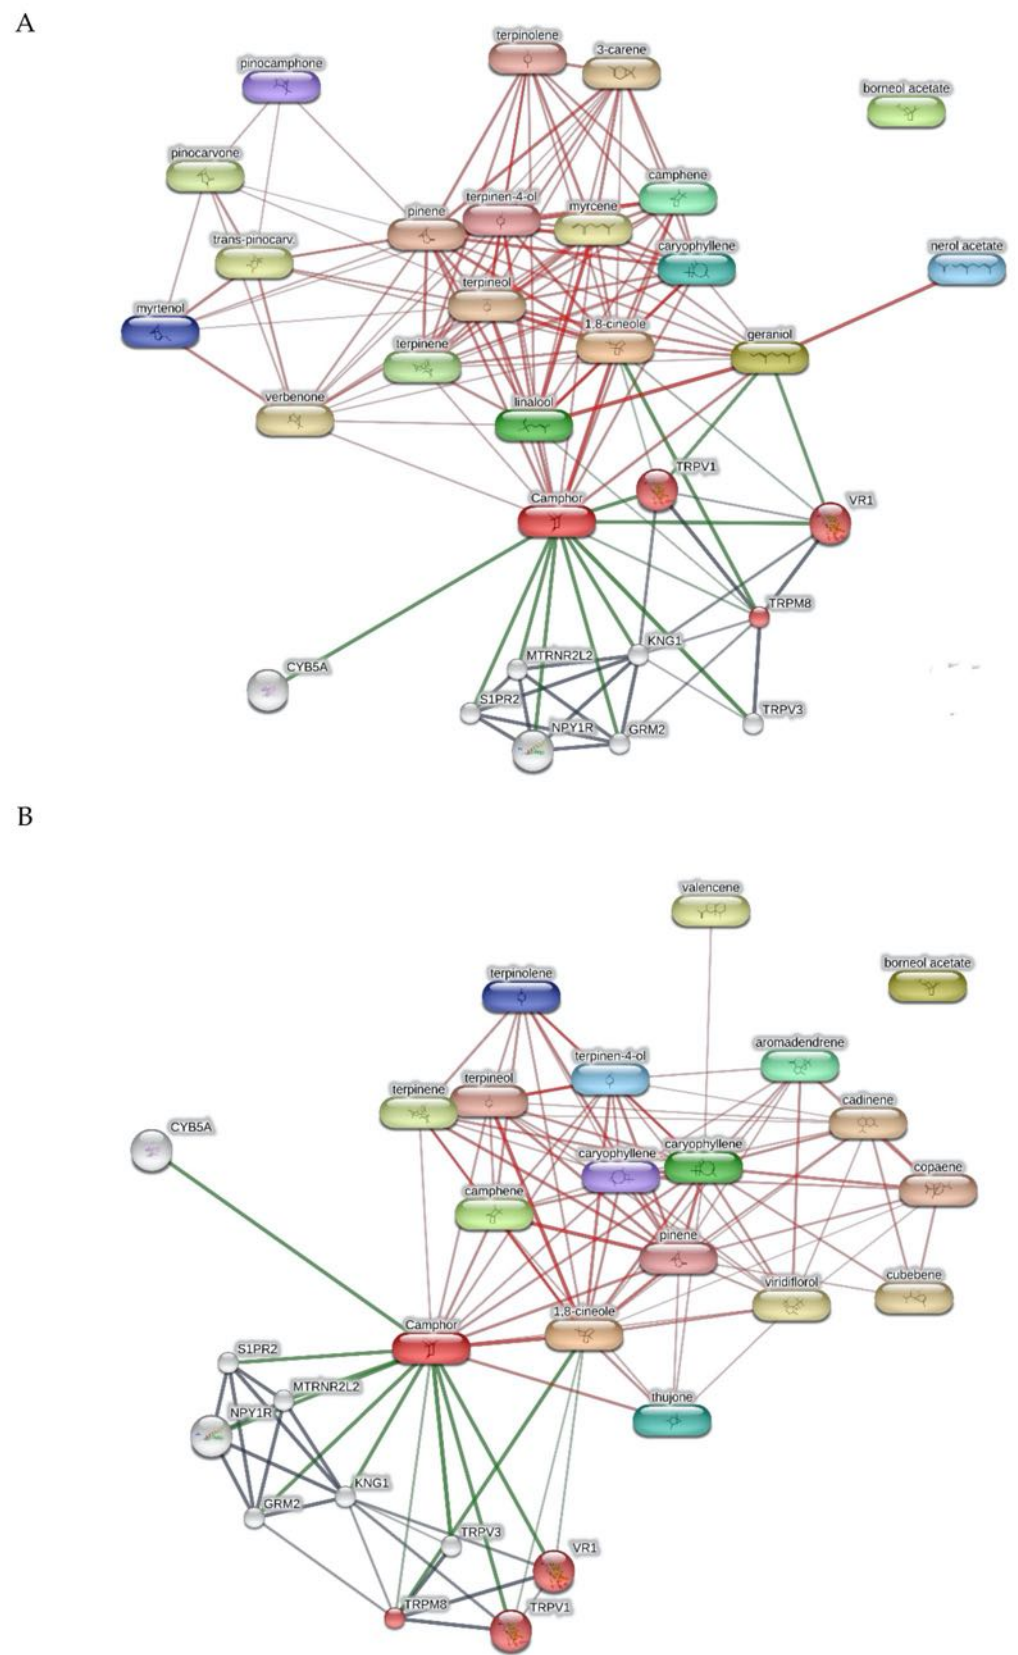 A
terpinolene
3-carene
pinocamphone
borneol acetate
pinocarvone
camphene
terpinen-4-ol
myrcene
pinene
trans-pinocarv.
caryophyllene
nerol acetate
terpineol
myrtenol
1,8-cineole
geraniol
terpinene
verbenone
linalool
TRPV1
Camphor
VR1
TRPM8
KNG1
MTRNR2L2
CYB5A
S1PR2
TRPV3
NPY1R
GRM2
B
valencene
borneol acetate
terpinolene
aromadendrene
terpinen-4-ol
terpineol
terpinene
cadinene
CYB5A
caryophyllene
caryophyllene
copaene
camphene
pinene
cubebene
viridiflorol
1,8-cineole
Camphor
S1PR2
MTRNR2L2
thujone
NPY1R
KNG1
GRM2
TRPV3
VR1
TRPM8
TRPV1